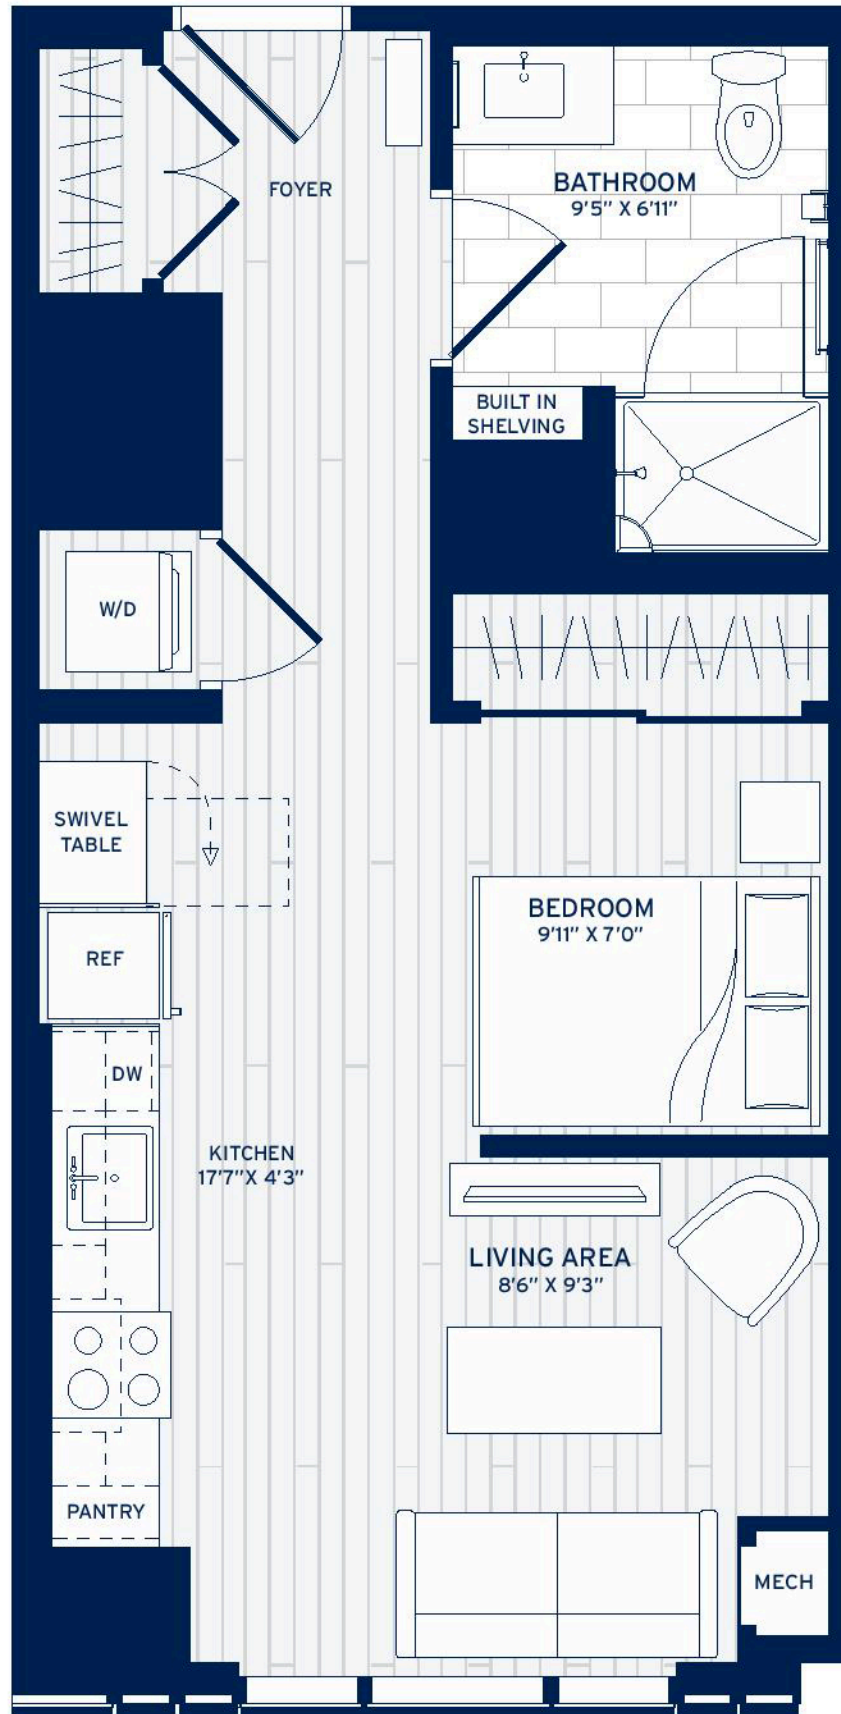 FOYER
BATHROOM
9'5" X 6'11"
BUILT IN
SHELVING
W/D
SWIVEL
TABLE
BEDROOM
9'11" X 7'0"
REF
DW
KITCHEN
17'7" X 4'3"
LIVING AREA
8'6" X 9'3"
PANTRY
MECH